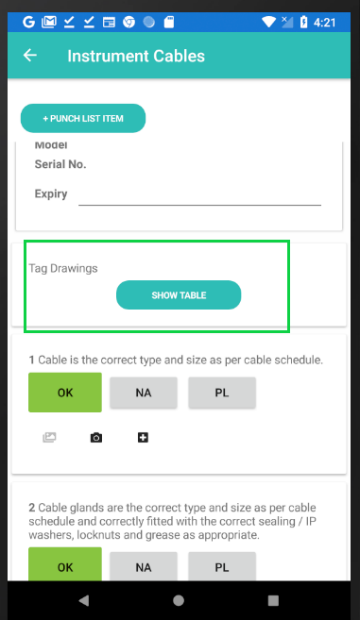 4:21
Instrument Cables
+ PUNCH LIST ITEM
Model
Serial No.
Expiry
Tag Drawings
SHOW TABLE
1 Cable is the correct type and size as per cable schedule.
OK NA PL
2 Cable glands are the correct type and size as per cable
schedule and correctly fitted with the correct sealing / IP
washers, locknuts and grease as appropriate.
OK NA PL